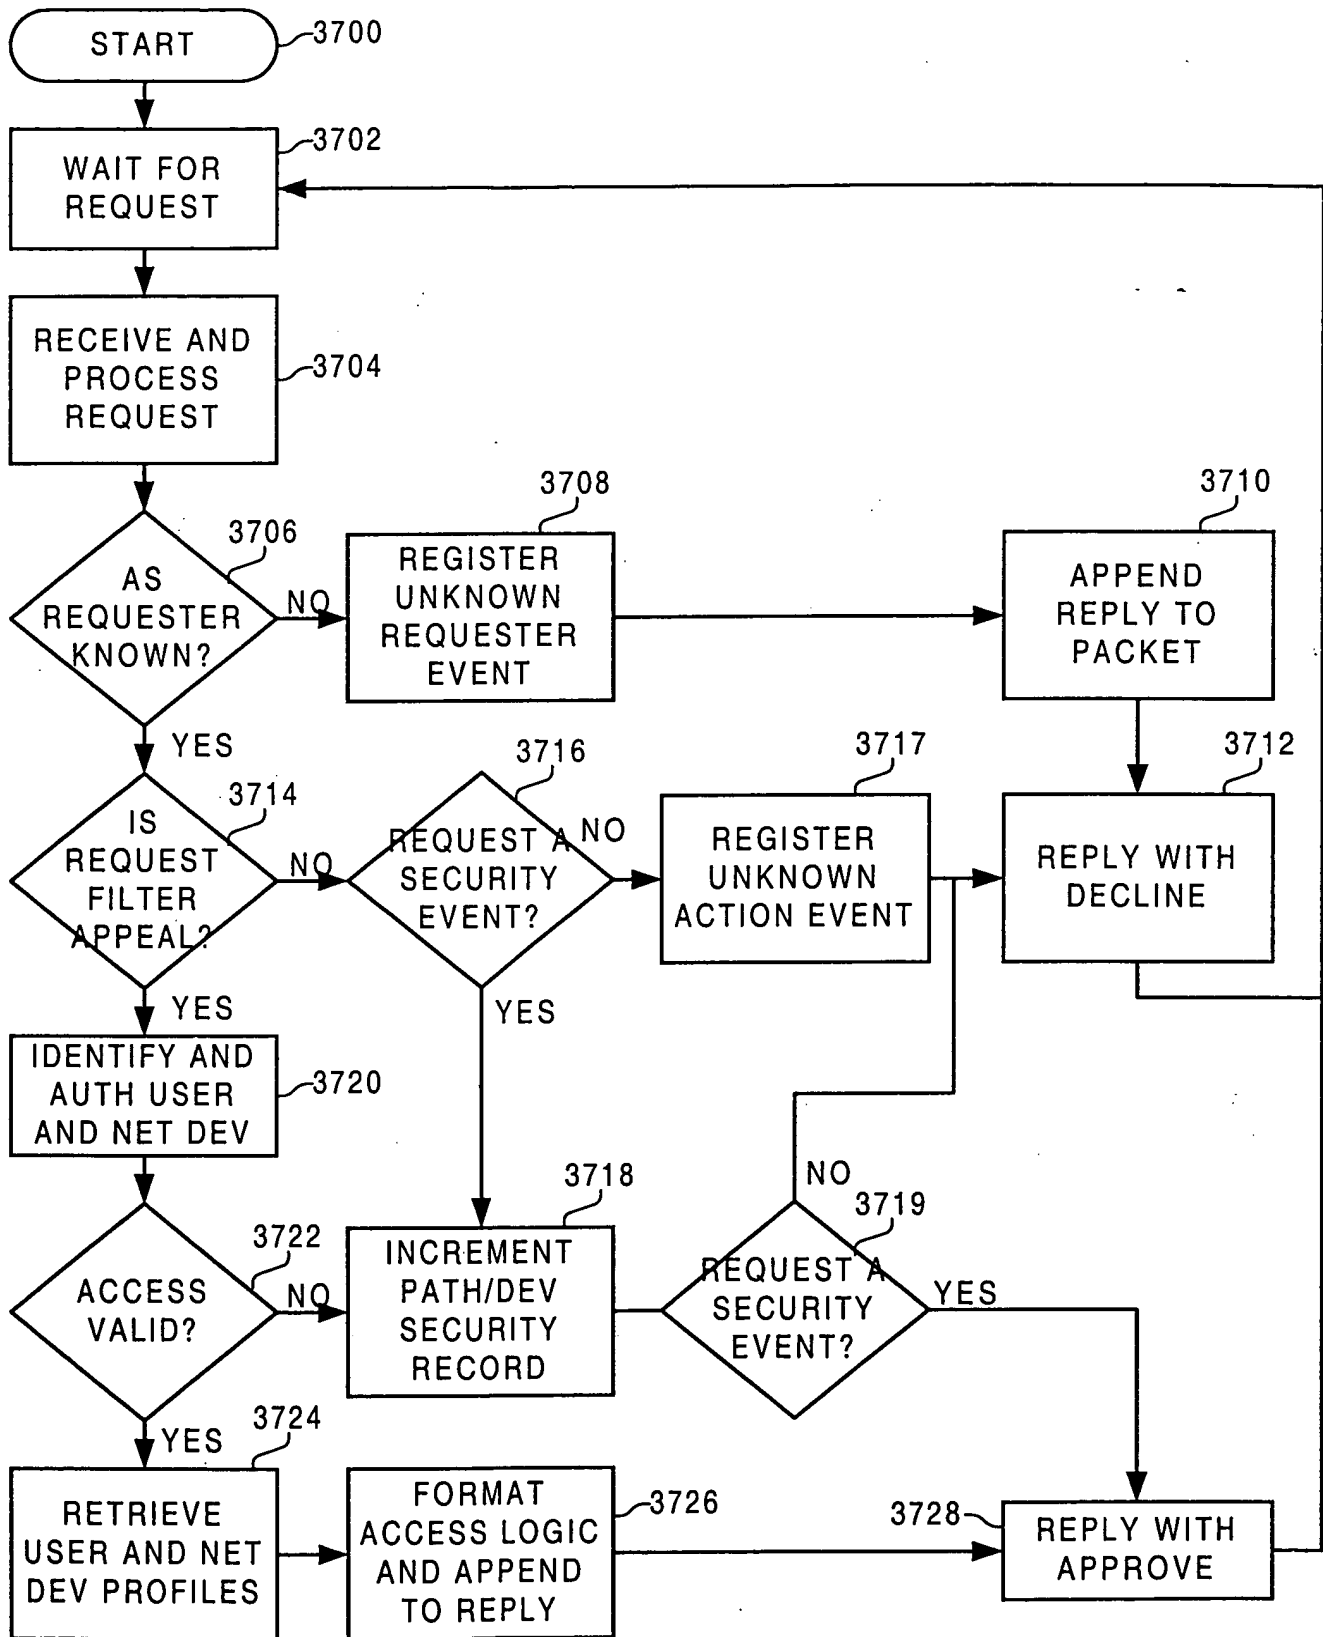 START
3700
WAIT FOR
REQUEST
3702
RECEIVE AND
PROCESS
REQUEST
3704
AS
REQUESTER
KNOWN?
3706
NO
YES
REGISTER
UNKNOWN
REQUESTER
EVENT
3708
APPEND
REPLY TO
PACKET
3710
IS
REQUEST
FILTER
APPEAL?
3714
NO
YES
REQUEST A
SECURITY
EVENT?
3716
NO
YES
REGISTER
UNKNOWN
ACTION EVENT
3717
REPLY WITH
DECLINE
3712
IDENTIFY AND
AUTH USER
AND NET DEV
3720
ACCESS
VALID?
3722
NO
YES
INCREMENT
PATH/DEV
SECURITY
RECORD
3718
REQUEST A
SECURITY
EVENT?
3719
NO
YES
RETRIEVE
USER AND NET
DEV PROFILES
3724
FORMAT
ACCESS LOGIC
AND APPEND
TO REPLY
3726
3728
REPLY WITH
APPROVE